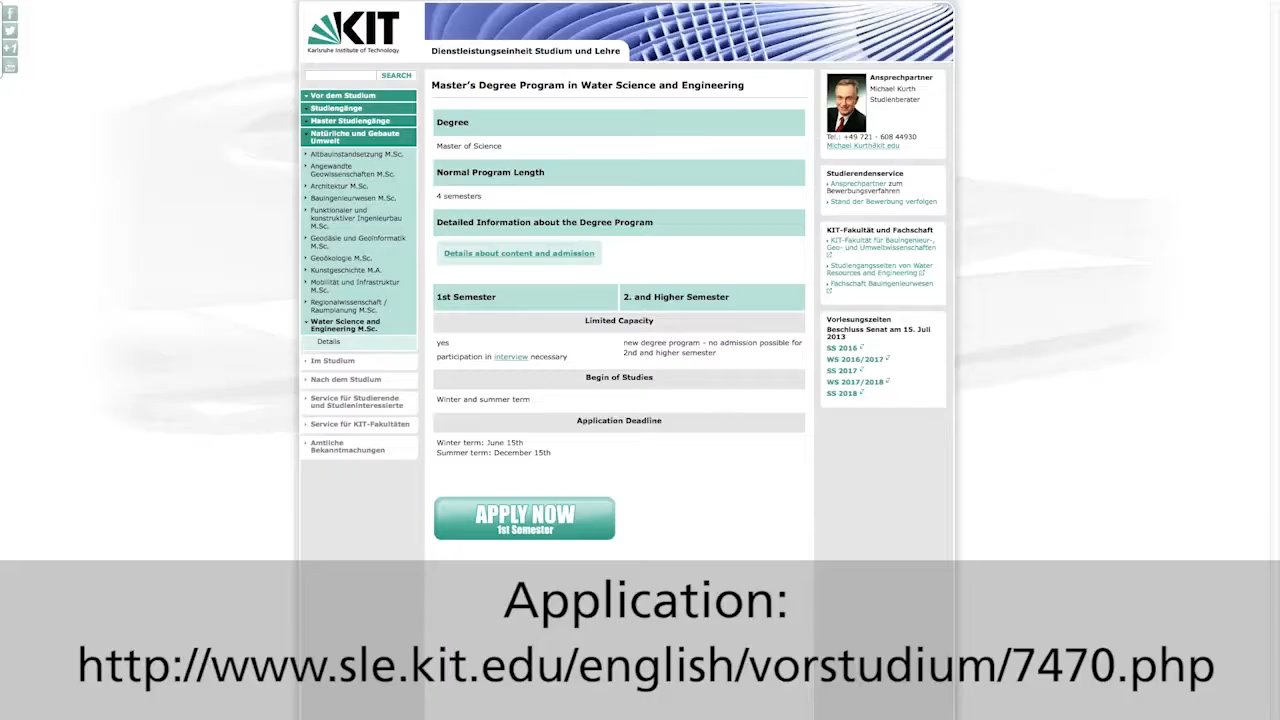 KIT
Karlsruhe Institute of Technology
Dienstleistungseinheit Studium und Lehre
SEARCH
Vor dem Studium
Studiengänge
Master Studiengänge
Natürliche und Gebaute
Umwelt
Altbauinstandsetzung M.Sc.
Angewandte
Geowissenschaften M.Sc.
Architektur M.Sc.
Bauingenieurwesen M.Sc.
Funktionaler und
konstruktiver Ingenieurbau
M.Sc.
Geodäsie und Geoinformatik
M.Sc.
Geoökologie M.Sc.
Kunstgeschichte M.A.
Mobilität und Infrastruktur
M.Sc.
Regionalwissenschaft /
Raumplanung M.Sc.
Water Science and
Engineering M.Sc.
Details
Im Studium
Nach dem Studium
Service für Studierende
und Studieninteressierte
Service für KIT-Fakultäten
Amtliche
Bekanntmachungen
Master's Degree Program in Water Science and Engineering
Degree
Master of Science
Normal Program Length
4 semesters
Detailed Information about the Degree Program
Details about content and admission
1st Semester
2. and Higher Semester
Limited Capacity
yes
participation in interview necessary
new degree program - no admission possible for
2nd and higher semester
Begin of Studies
Winter and summer term
Application Deadline
Winter term: June 15th
Summer term: December 15th
APPLY NOW
1st Semester
Ansprechpartner
Michael Kurth
Studienberater
Tel.: +49 721 - 608 44930
Michael Kurth∂kit edu
Studierendenservice
Ansprechpartner zum
Bewerbungsverfahren
Stand der Bewerbung verfolgen
KIT-Fakultät und Fachschaft
KIT-Fakultät für Bauingenieur-,
Geo- und Umweltwissenschaften
Studiengangsseiten von Water
Resources and Engineering
Fachschaft Bauingenieurwesen
Vorlesungszeiten
Beschluss Senat am 15. Juli
2013
SS 2016
WS 2016/2017
SS 2017
WS 2017/2018
SS 2018
Application:
http://www.sle.kit.edu/english/vorstudium/7470.php